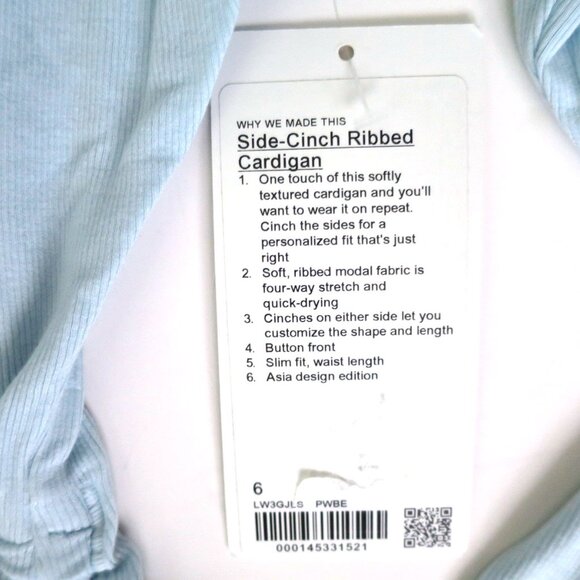 WHY WE MADE THIS
Side-Cinch Ribbed
Cardigan
1. One touch of this softly
textured cardigan and you'll
want to wear it on repeat.
Cinch the sides for a
personalized fit that's just
right
2. Soft, ribbed modal fabric is
four-way stretch and
quick-drying
3. Cinches on either side let you
customize the shape and length
4. Button front
5. Slim fit, waist length
6. Asia design edition
6
LW3GJLS PWBE
000145331521